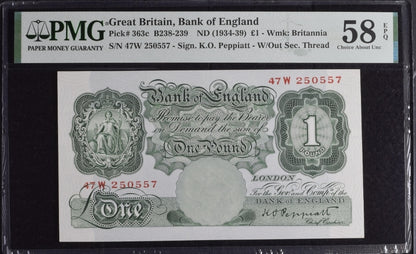 PMG
PAPER MONEY GUARANTY
Great Britain, Bank of England
Pick# 363c B238-239 ND (1934-39) £1 - Wmk: Britannia
S/N 47W 250557 - Sign. K.O. Peppiatt - W/Out Sec. Thread
58 EPQ
Choice About Unc
Bank of England
Promise to pay the Bearer
on Demand the sum of
One Pound
1
POUND
47W 250557
LONDON
For the Govr. and Compa. of the
BANK OF ENGLAND
47W 250557
£One
K O Peppiatt
Chief Cashier